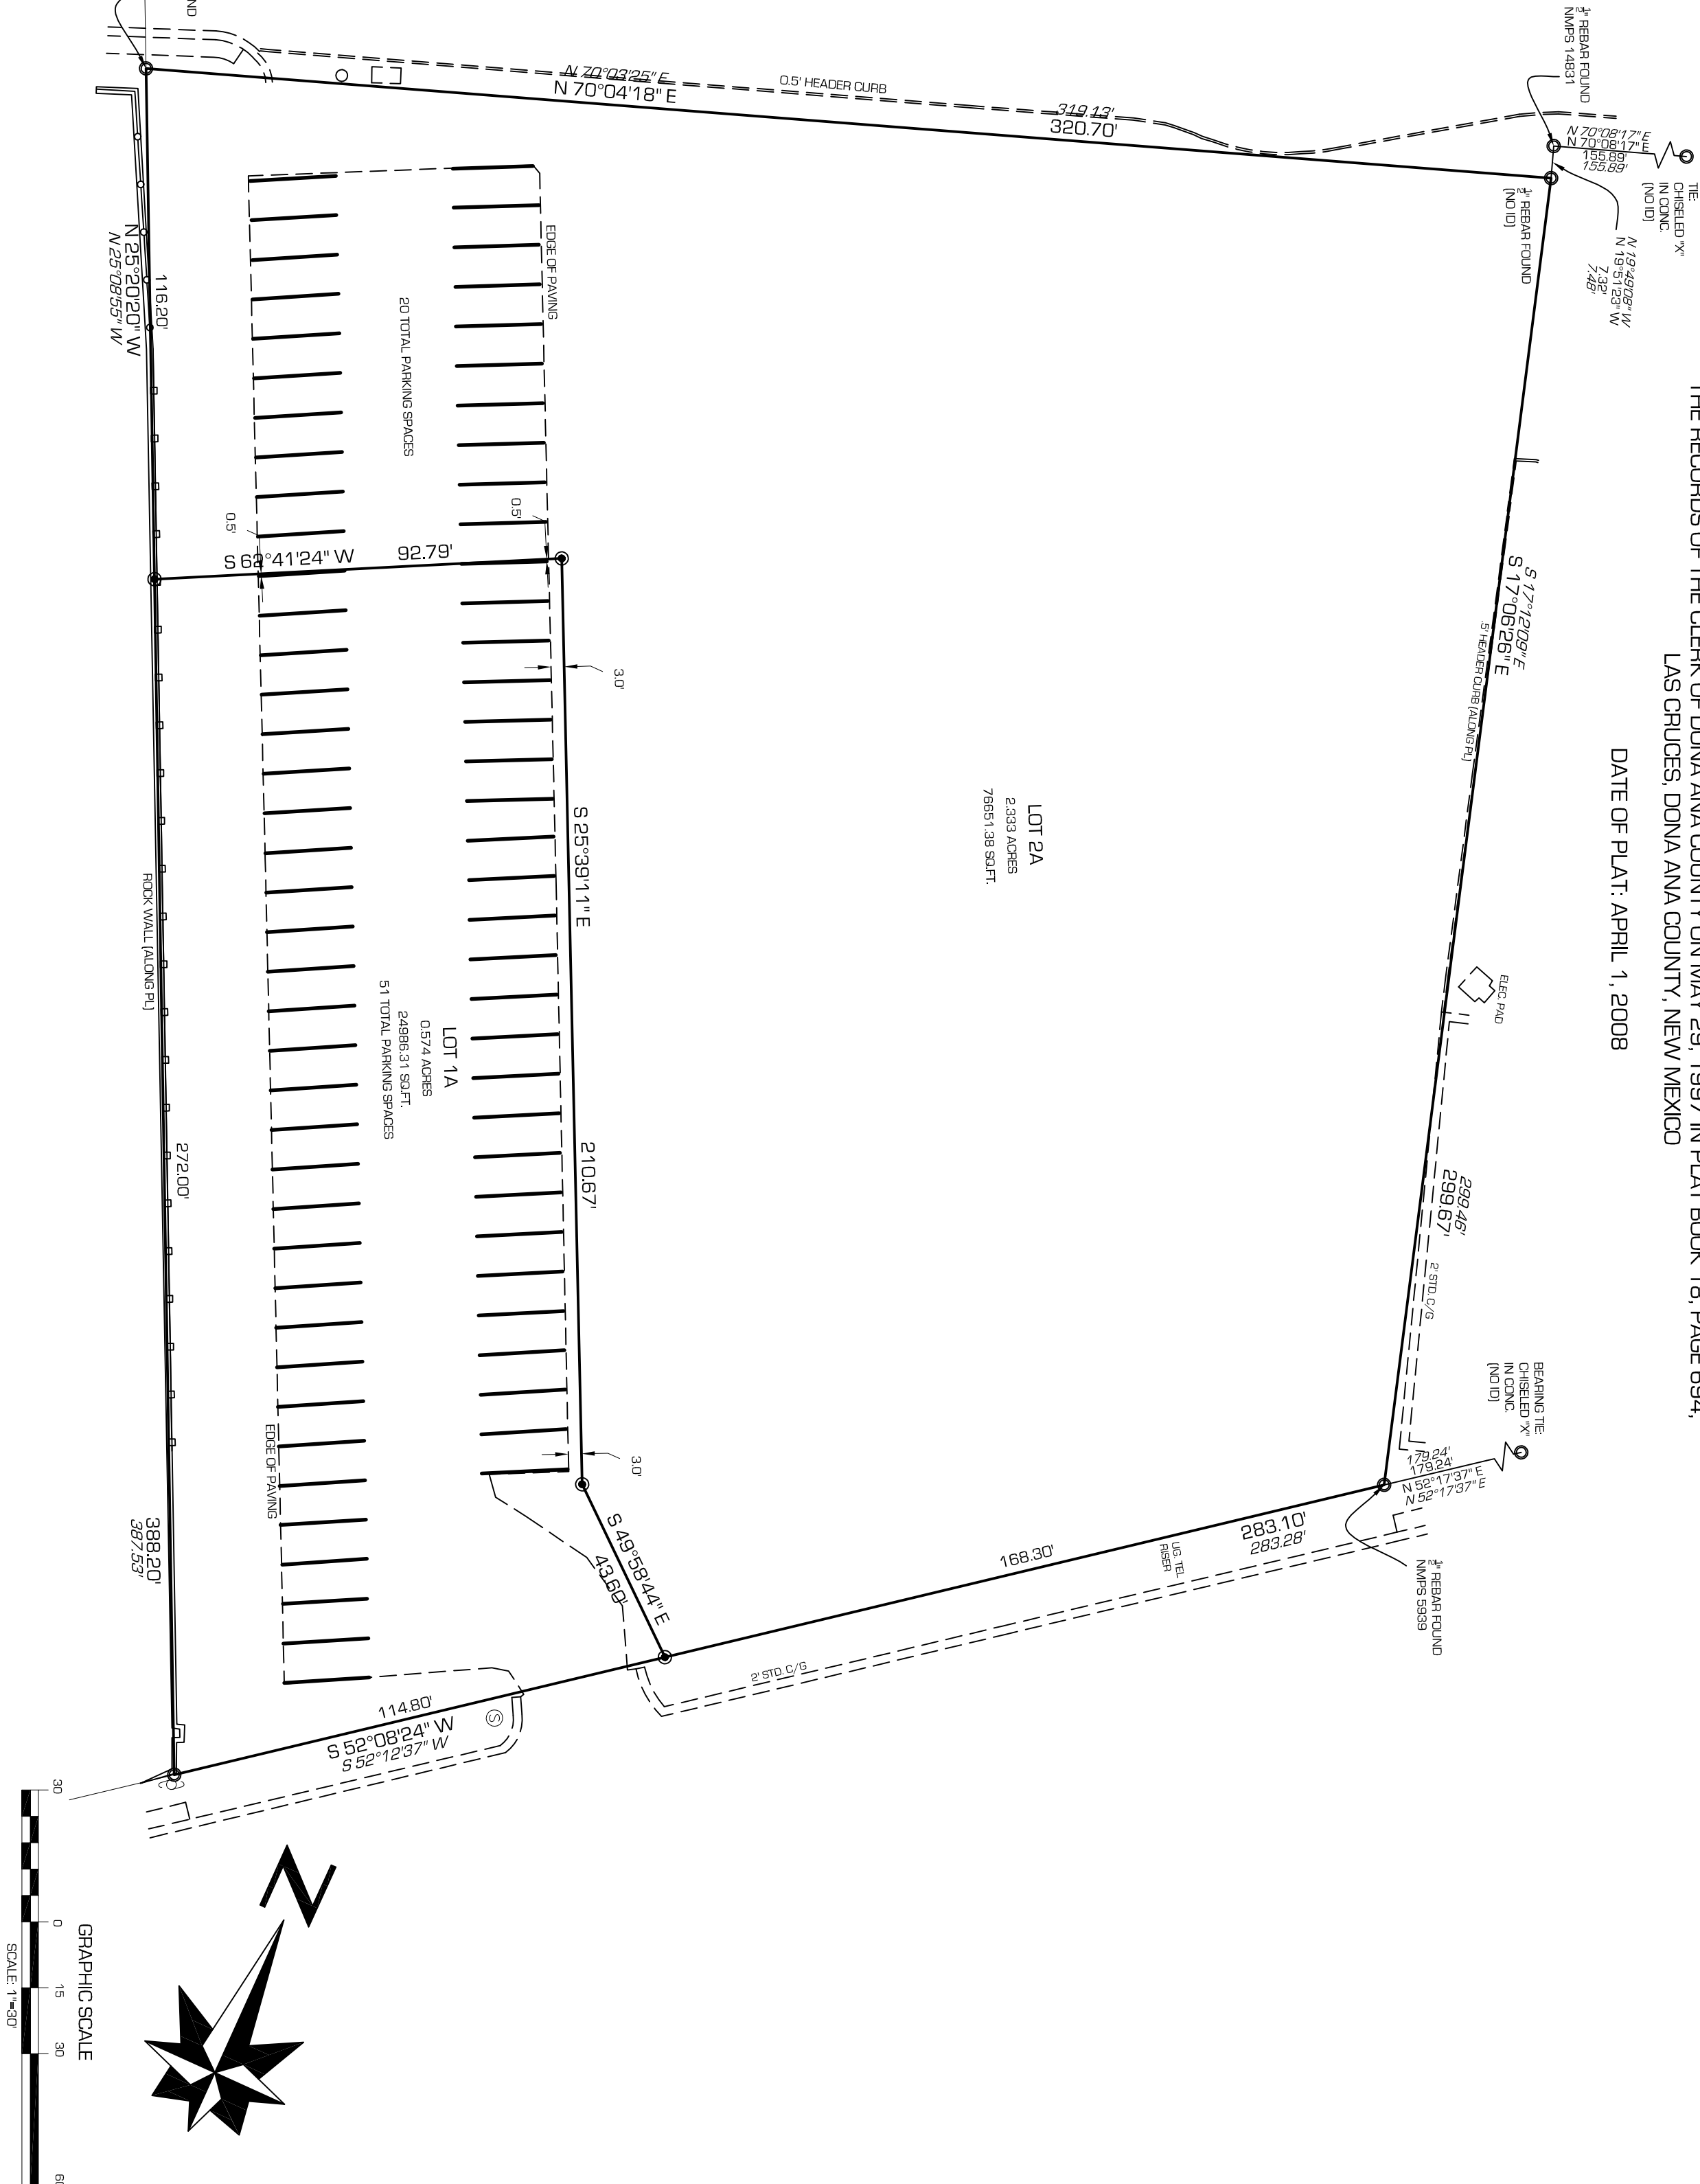 THE RECORDS OF THE CLERK OF DONA ANA COUNTY ON MAY 29, 1997 IN PLAT BOOK 18, PAGE 694,
LAS CRUCES, DONA ANA COUNTY, NEW MEXICO
DATE OF PLAT: APRIL 1, 2008
TIE:
CHISELED "X"
IN CONC.
(NO ID)
N 70°08'17" E
N 70°08'17" E
155.89'
155.89'
1/2" REBAR FOUND
NMPS 14831
N 19°49'08" W
N 19°51'23" W
7.32'
7.48'
1/2" REBAR FOUND
(NO ID)
N 70°03'25" E
N 70°04'18" E
0.5' HEADER CURB
319.13'
320.70'
S 17°12'09" E
S 17°06'26" E
.5' HEADER CURB (ALONG PL)
ELEC. PAD
299.46'
299.67'
2' STD. C/G
BEARING TIE:
CHISELED "X"
IN CONC.
(NO ID)
179.24'
179.24'
N 52°17'37" E
N 52°17'37" E
1/2" REBAR FOUND
NMPS 5939
LOT 2A
2.333 ACRES
76651.38 SQ.FT.
EDGE OF PAVING
20 TOTAL PARKING SPACES
116.20'
N 25°20'20" W
N 25°08'55" W
0.5'
0.5'
S 62°41'24" W
92.79'
3.0'
S 25°39'11" E
210.67'
LOT 1A
0.574 ACRES
24986.31 SQ.FT.
51 TOTAL PARKING SPACES
ROCK WALL (ALONG PL)
272.00'
3.0'
EDGE OF PAVING
388.20'
387.53'
S 49°58'44" E
43.60'
283.10'
283.28'
168.30'
UG. TEL
RISER
2' STD. C/G
114.80'
S 52°08'24" W
S 52°12'37" W
S
N
GRAPHIC SCALE
30
0
15
30
60
SCALE: 1"=30'